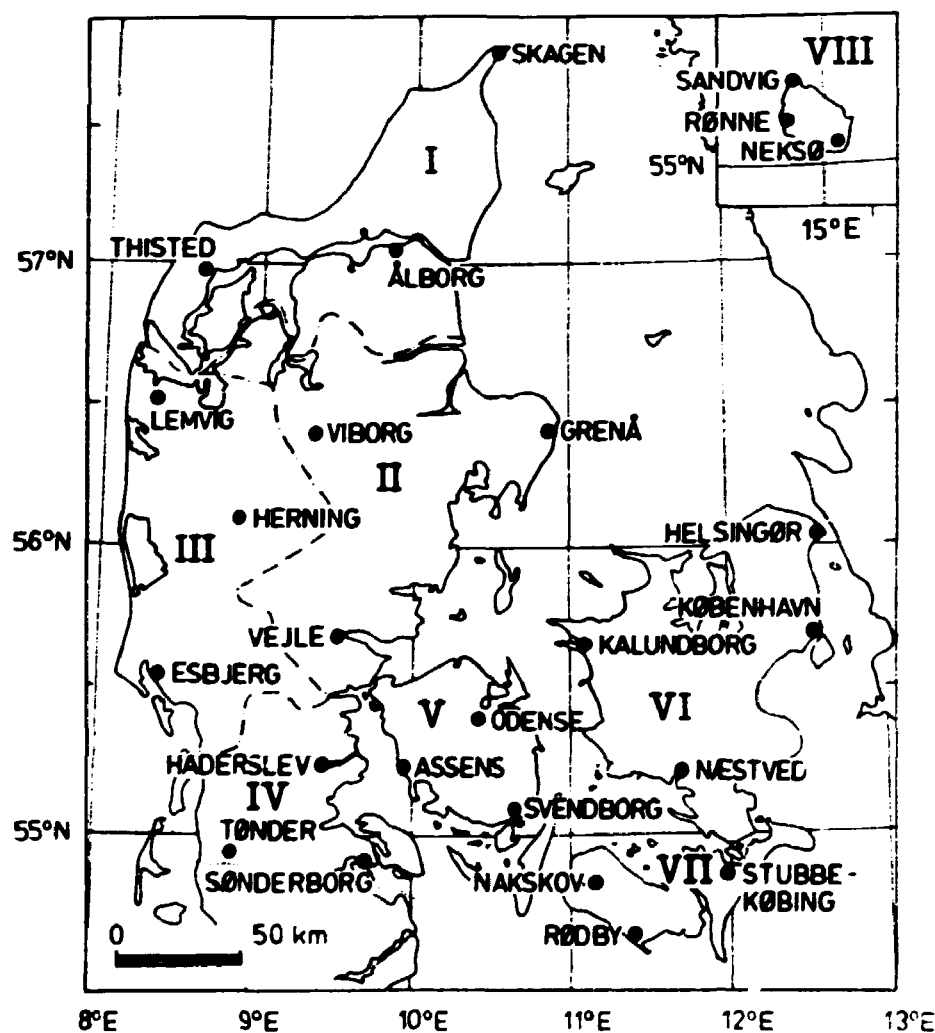 SKAGEN
VIII
SANDVIG
RØNNE
NEKSØ
55°N
15°E
I
THISTED
57°N
ÅLBORG
LEMVIG
VIBORG
GRENÅ
II
HERNING
HELSINGØR
56°N
III
KØBENHAVN
VEJLE
KALUNDBORG
ESBJERG
V
VI
ODENSE
HADERSLEV
ASSENS
NÆSTVED
IV
SVENDBORG
TØNDER
55°N
VII
SØNDERBORG
NAKSKOV
STUBBE-
KØBING
RØDBY
0 50 km
8°E 9°E 10°E 11°E 12°E 13°E